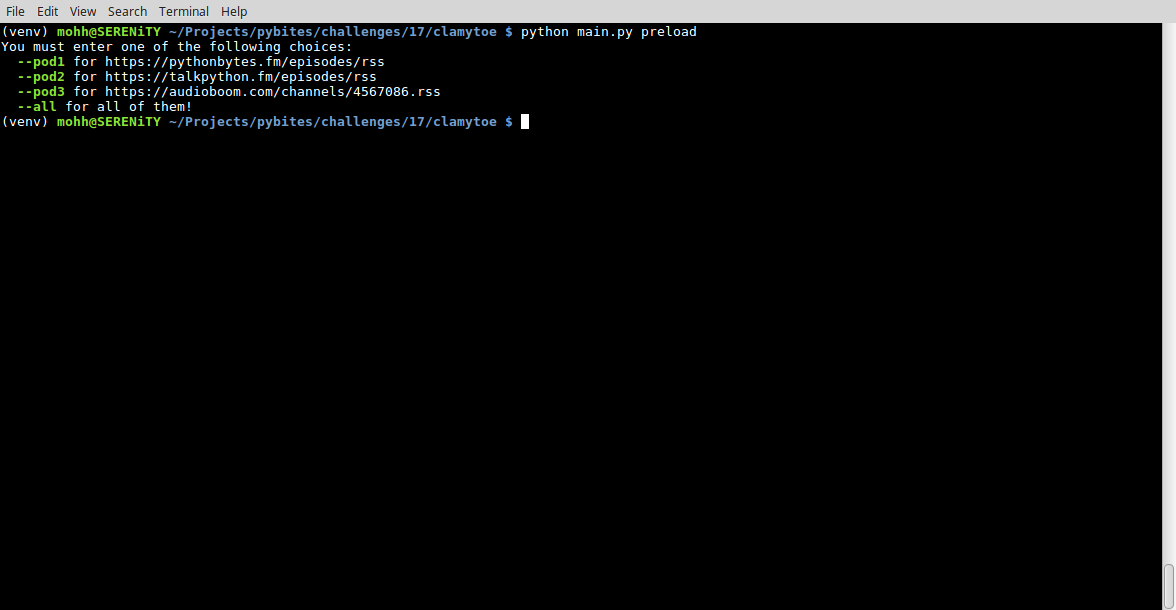 File Edit View Search Terminal Help
(venv) mohh@SERENiTY ~/Projects/pybites/challenges/17/clamytoe $ python main.py preload
You must enter one of the following choices:
  --pod1 for https://pythonbytes.fm/episodes/rss
  --pod2 for https://talkpython.fm/episodes/rss
  --pod3 for https://audioboom.com/channels/4567086.rss
  --all for all of them!
(venv) mohh@SERENiTY ~/Projects/pybites/challenges/17/clamytoe $